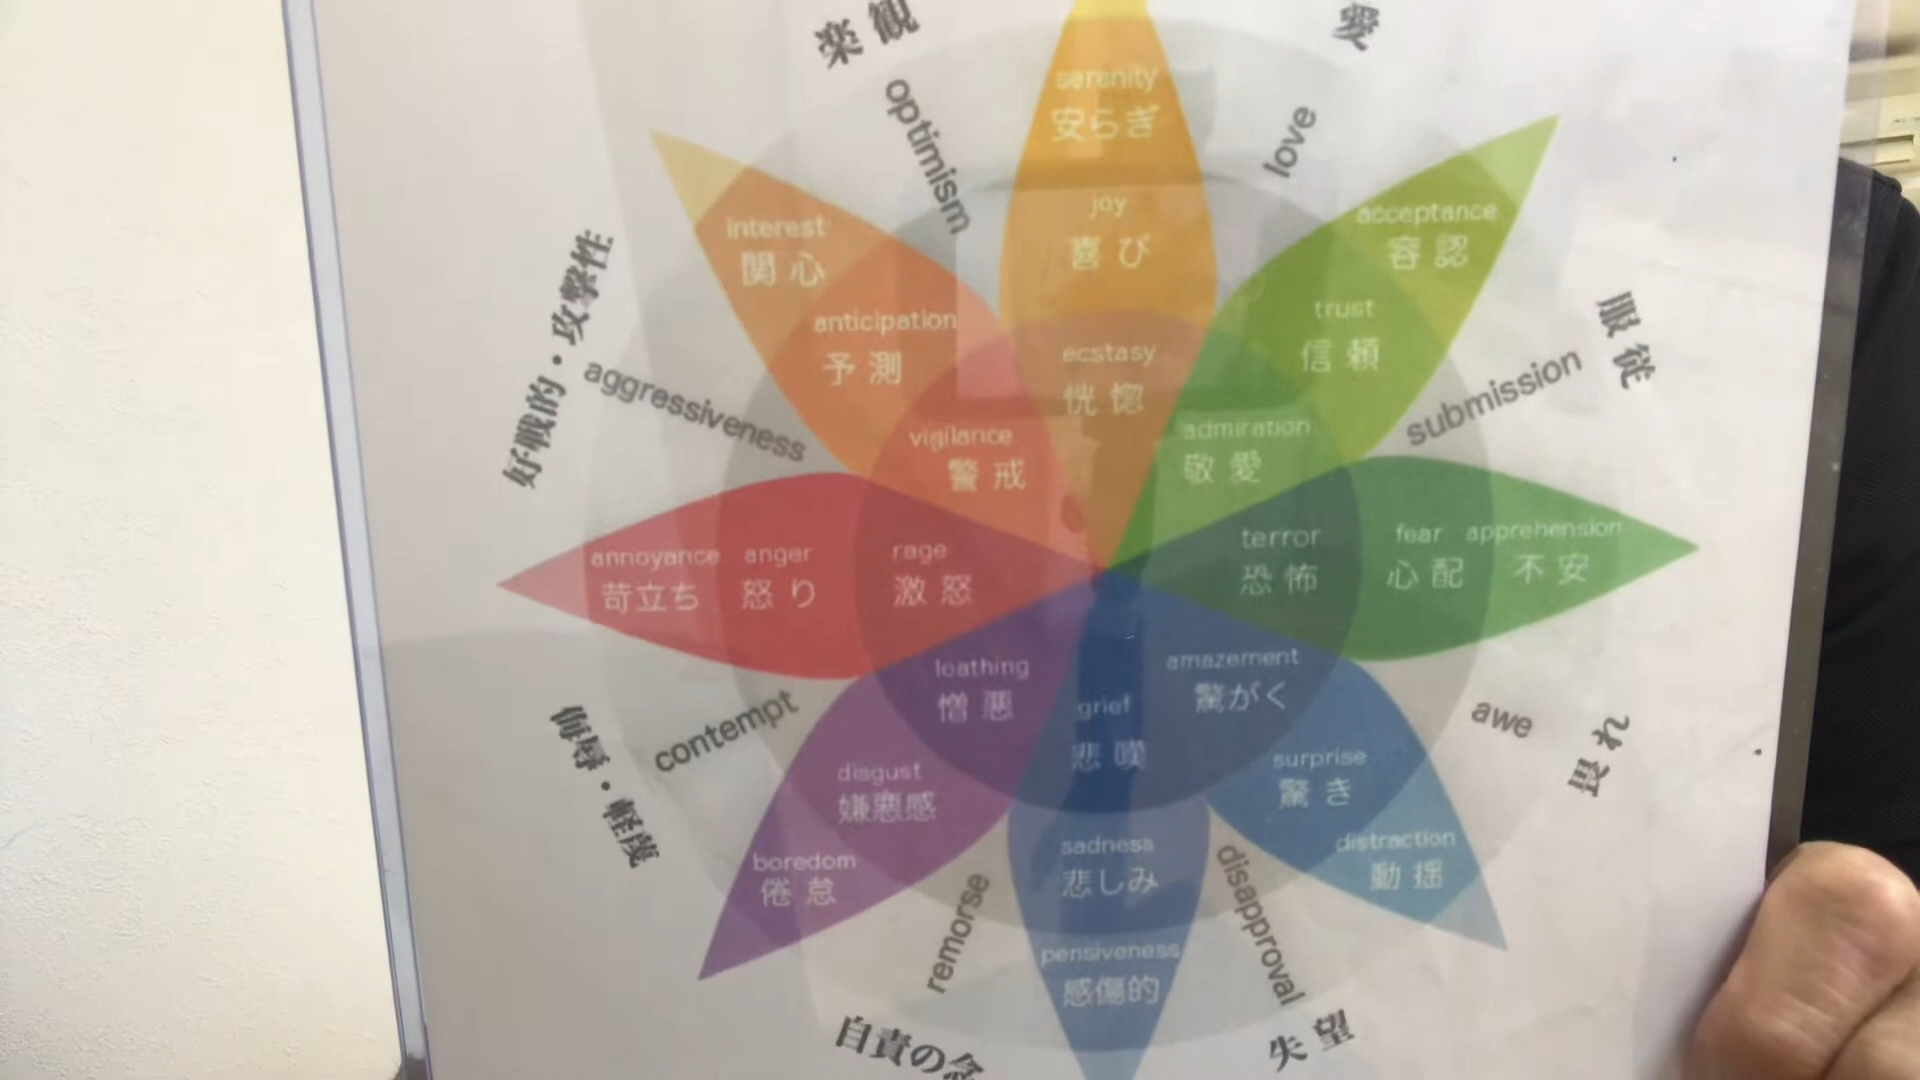 楽観
愛
optimism
love
serenity
安らぎ
joy
喜び
ecstasy
恍惚
interest
関心
anticipation
予測
vigilance
警戒
acceptance
容認
trust
信頼
admiration
敬愛
好戦的・攻撃性
aggressiveness
服従
submission
annoyance
苛立ち
anger
怒り
rage
激怒
terror
恐怖
fear
心配
apprehension
不安
loathing
憎悪
disgust
嫌悪感
boredom
倦怠
grief
悲嘆
sadness
悲しみ
pensiveness
感傷的
amazement
驚がく
surprise
驚き
distraction
動揺
侮辱・軽蔑
contempt
awe
畏れ
remorse
自責の念
disapproval
失望